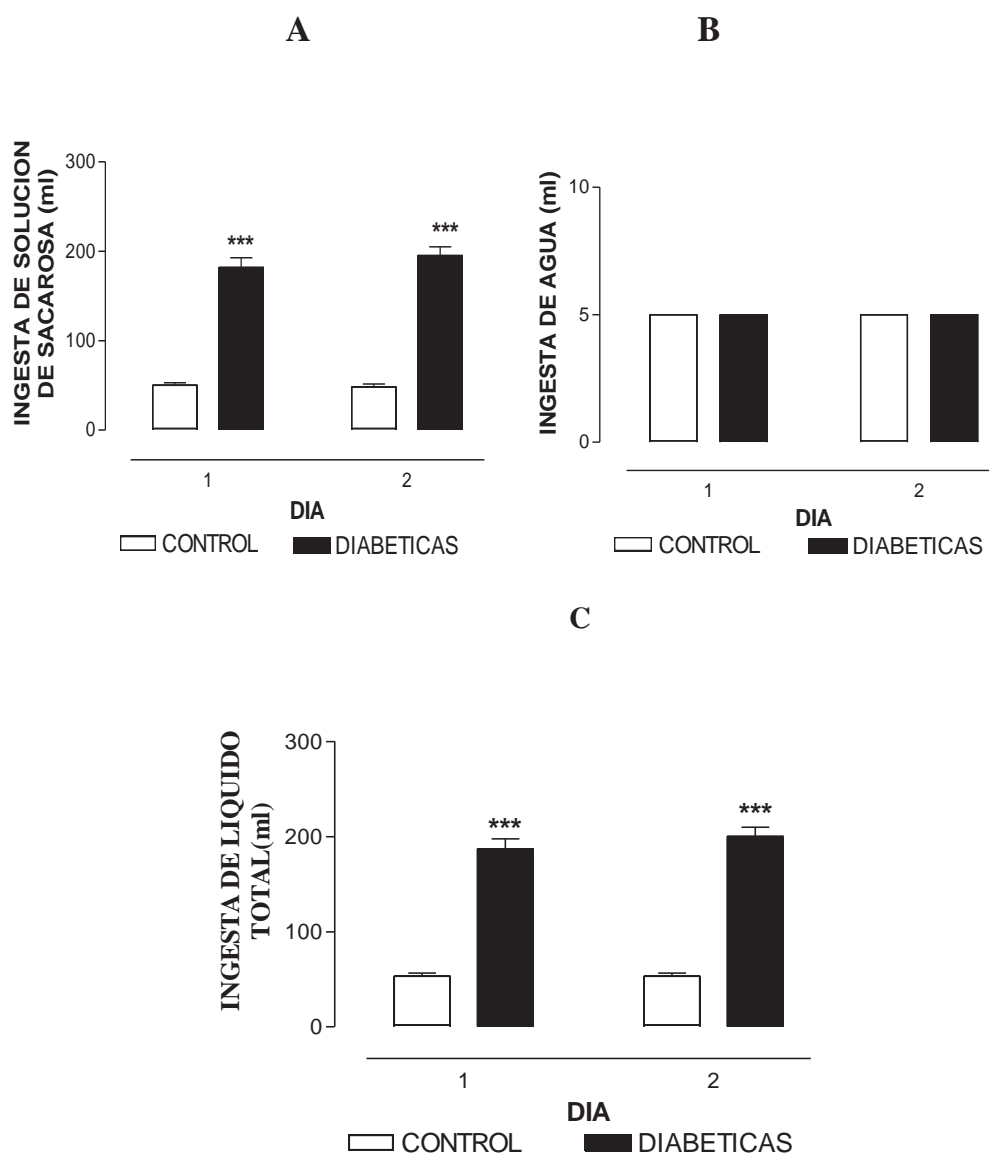 A
INGESTA DE SOLUCION
DE SACAROSA (ml)
300
200
100
0
***
***
1
2
DIA
CONTROL
DIABETICAS
B
INGESTA DE AGUA (ml)
10
5
0
1
2
DIA
CONTROL
DIABETICAS
C
INGESTA DE LIQUIDO
TOTAL(ml)
300
200
100
0
***
***
1
2
DIA
CONTROL
DIABETICAS